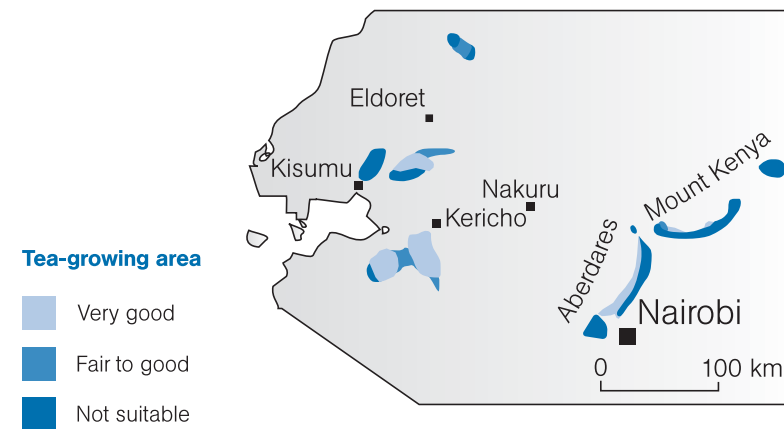 Eldoret
Kisumu
Nakuru
Kericho
Mount Kenya
Aberdares
Nairobi
0 100 km
Tea-growing area
Very good
Fair to good
Not suitable